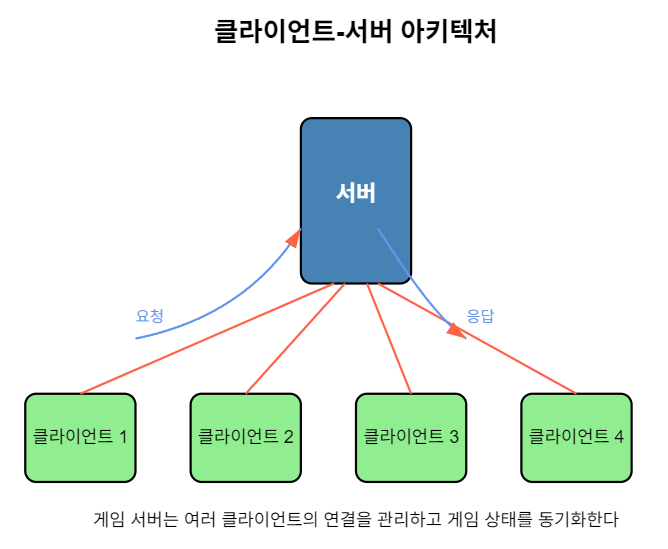 클라이언트-서버 아키텍처
서버
요청
응답
클라이언트 1
클라이언트 2
클라이언트 3
클라이언트 4
게임 서버는 여러 클라이언트의 연결을 관리하고 게임 상태를 동기화한다